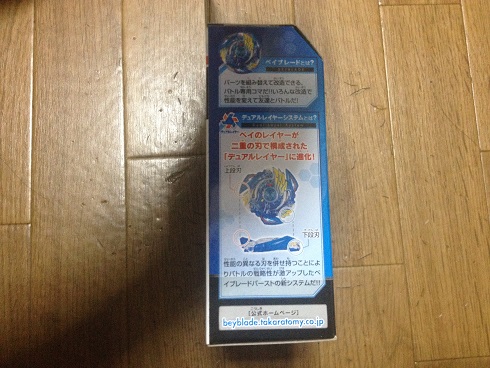 ベイブレードとは?
パーツを組み替えて改造できる、
バトル専用コマだ!!いろんな改造で
性能を変えて友達とバトルだ!
デュアルレイヤーシステムとは?
ベイのレイヤーが
二重の刃で構成された
「デュアルレイヤー」に進化!
上段刃
下段刃
性能の異なる刃を併せ持つことによ
りバトルの戦略性が激アップしたベ
イブレードバーストの新システムだ!!
[公式ホームページ]
beyblade.takaratomy.co.jp